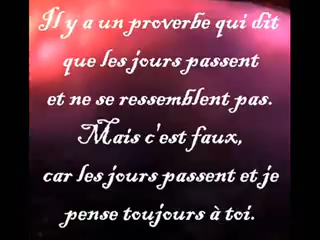 Il y a un proverbe qui dit
que les jours passent
et ne se ressemblent pas.
Mais c'est faux,
car les jours passent et je
pense toujours à toi.